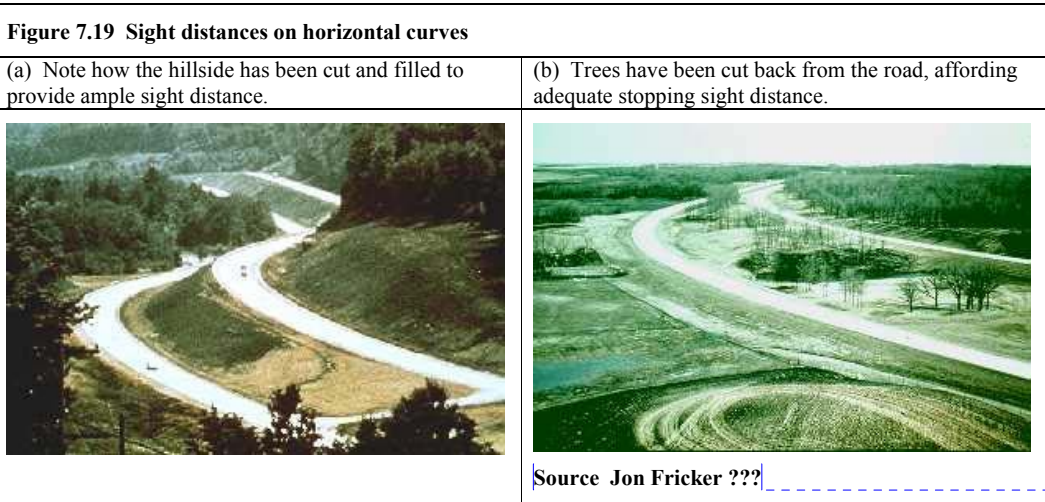 Figure 7.19 Sight distances on horizontal curves
(a) Note how the hillside has been cut and filled to
provide ample sight distance.
(b) Trees have been cut back from the road, affording
adequate stopping sight distance.
Source Jon Fricker ???